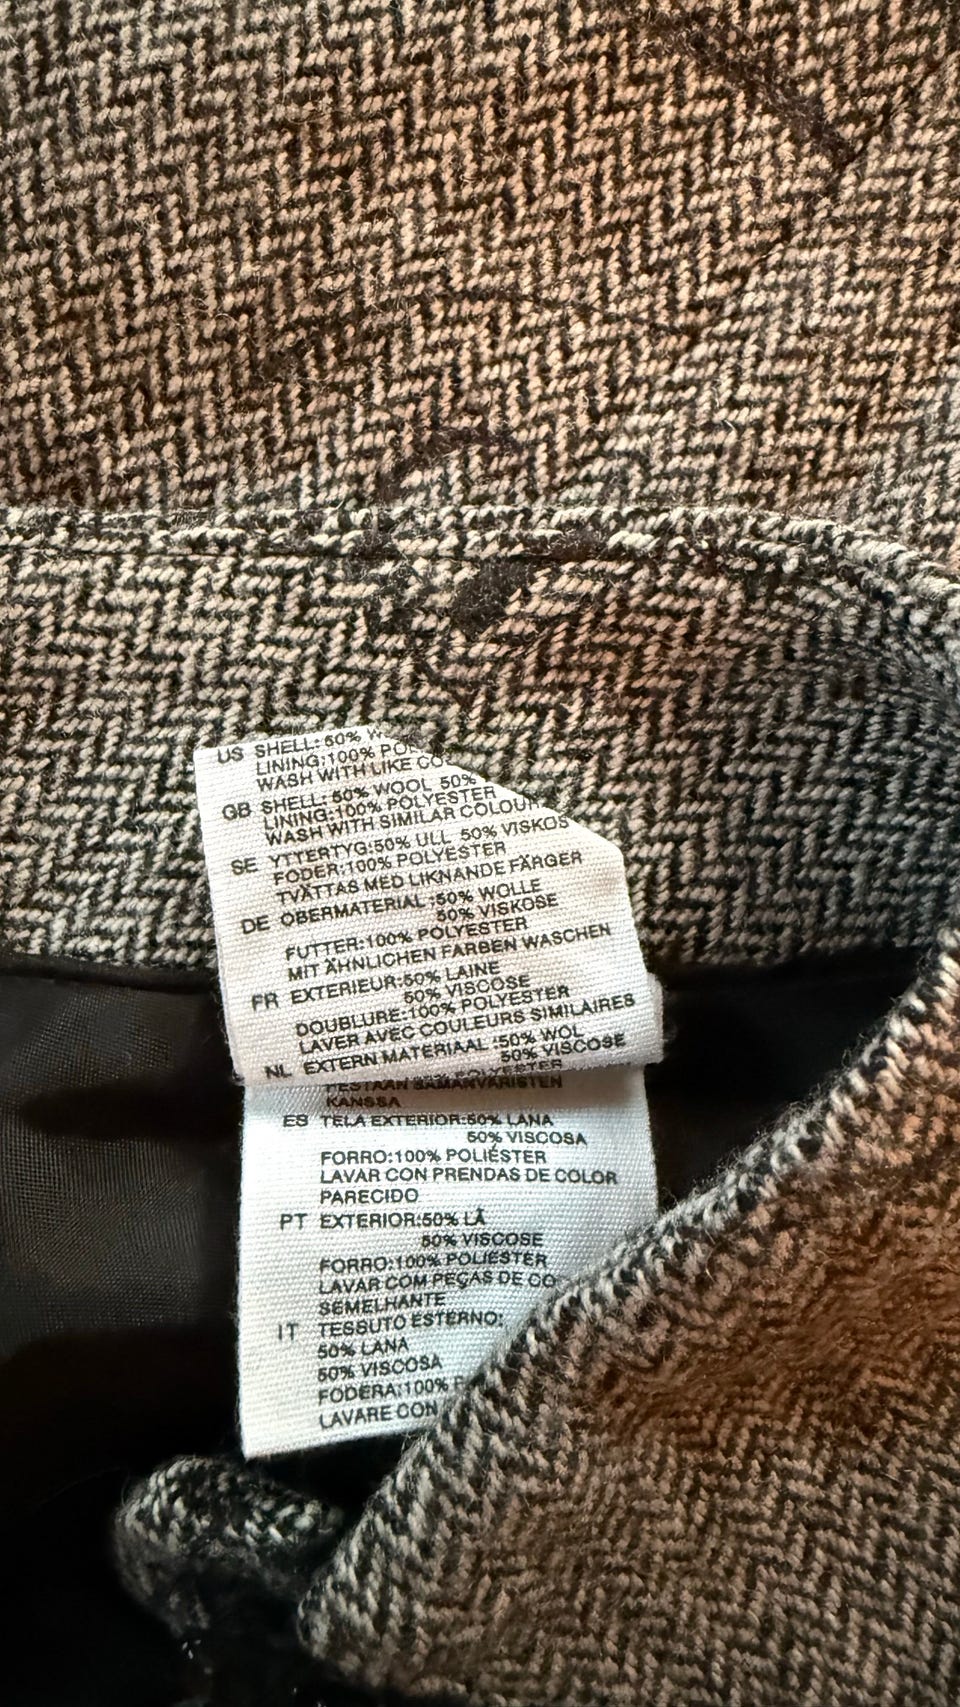 US SHELL: 50%
LINING:100%
WASH WITH LIKE
GB SHELL: 50% WOOL 50%
LINING:100% POLYESTER
WASH WITH SIMILAR COLOUR
SE YTTERTYG:50% ULL 50% VISKOS
FODER:100% POLYESTER
TVÄTTAS MED LIKNANDE FÄRGER
DE OBERMATERIAL :50% WOLLE
50% VISKOSE
FUTTER:100% POLYESTER
MIT ÄHNLICHEN FARBEN WASCHEN
FR EXTERIEUR:50% LAINE
50% VISCOSE
DOUBLURE:100% POLYESTER
LAVER AVEC COULEURS SIMILAIRES
NL EXTERN MATERIAAL :50% WOL
50% VISCOSE
PESTÄÄN SAMANVÄRISTEN
KANSSA
ES TELA EXTERIOR:50% LANA
50% VISCOSA
FORRO:100% POLIÉSTER
LAVAR CON PRENDAS DE COLOR
PARECIDO
PT EXTERIOR:50% LÃ
50% VISCOSE
FORRO:100% POLIÉSTER
LAVAR COM PEÇAS DE CO
SEMELHANTE
IT TESSUTO ESTERNO:
50% LANA
50% VISCOSA
FODERA:100%
LAVARE CON